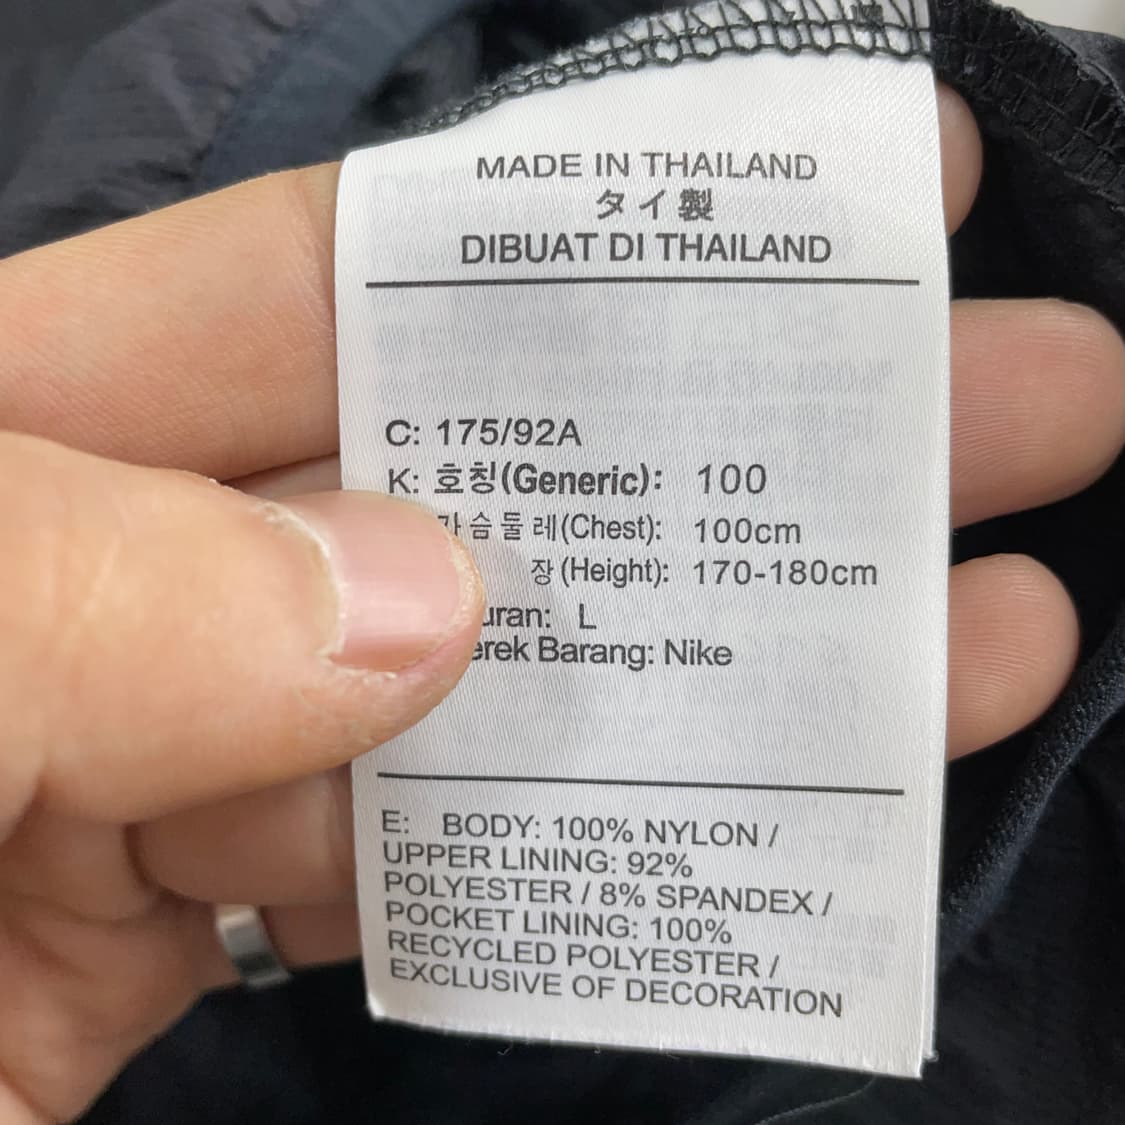 MADE IN THAILAND
タイ製
DIBUAT DI THAILAND
C: 175/92A
K: 호칭(Generic): 100
가슴둘레(Chest): 100cm
장(Height): 170-180cm
L
Barang: Nike
E: BODY: 100% NYLON /
UPPER LINING: 92%
POLYESTER / 8% SPANDEX /
POCKET LINING: 100%
RECYCLED POLYESTER /
EXCLUSIVE OF DECORATION